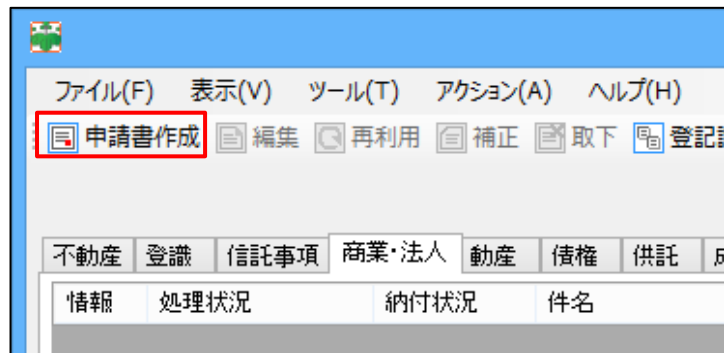 ファイル(F) 表示(V) ツール(T) アクション(A) ヘルプ(H)
申請書作成 編集 再利用 補正 取下 登記
不動産 登識 信託事項 商業・法人 動産 債権 供託
情報 処理状況 納付状況 件名